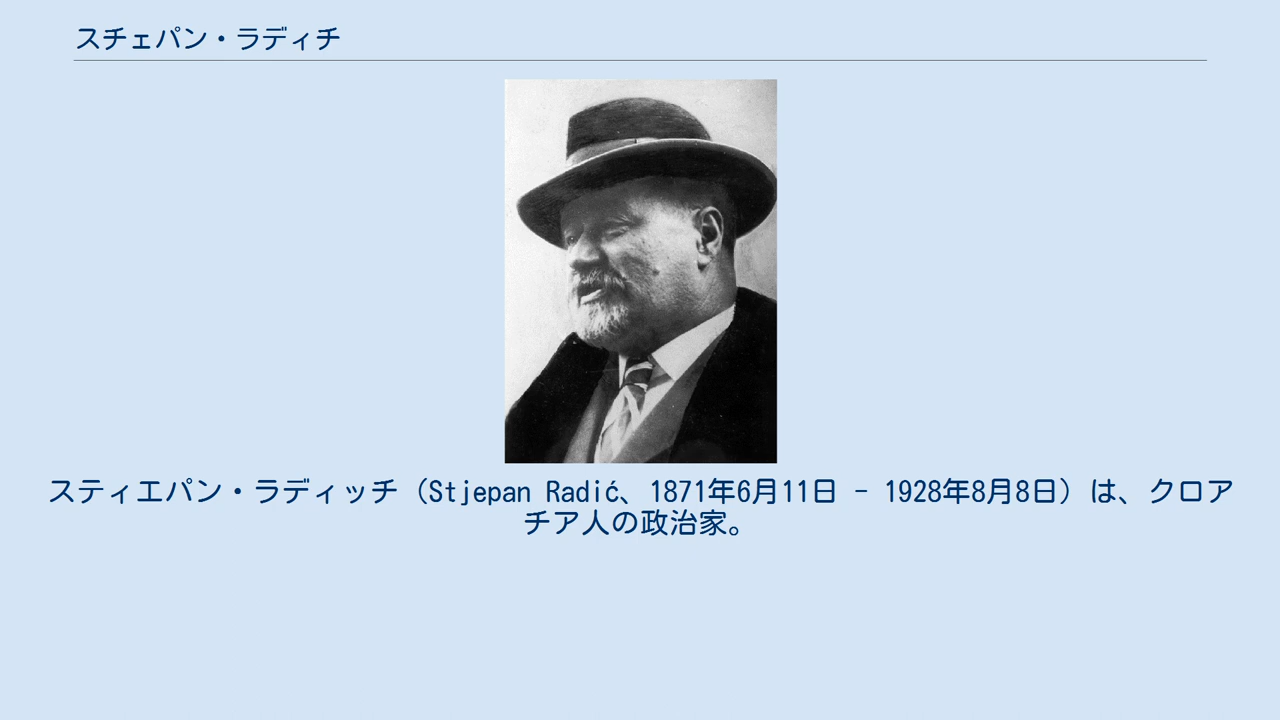 スチェパン・ラディチ
スティエパン・ラディッチ（Stjepan Radić、1871年6月11日 - 1928年8月8日）は、クロア
チア人の政治家。